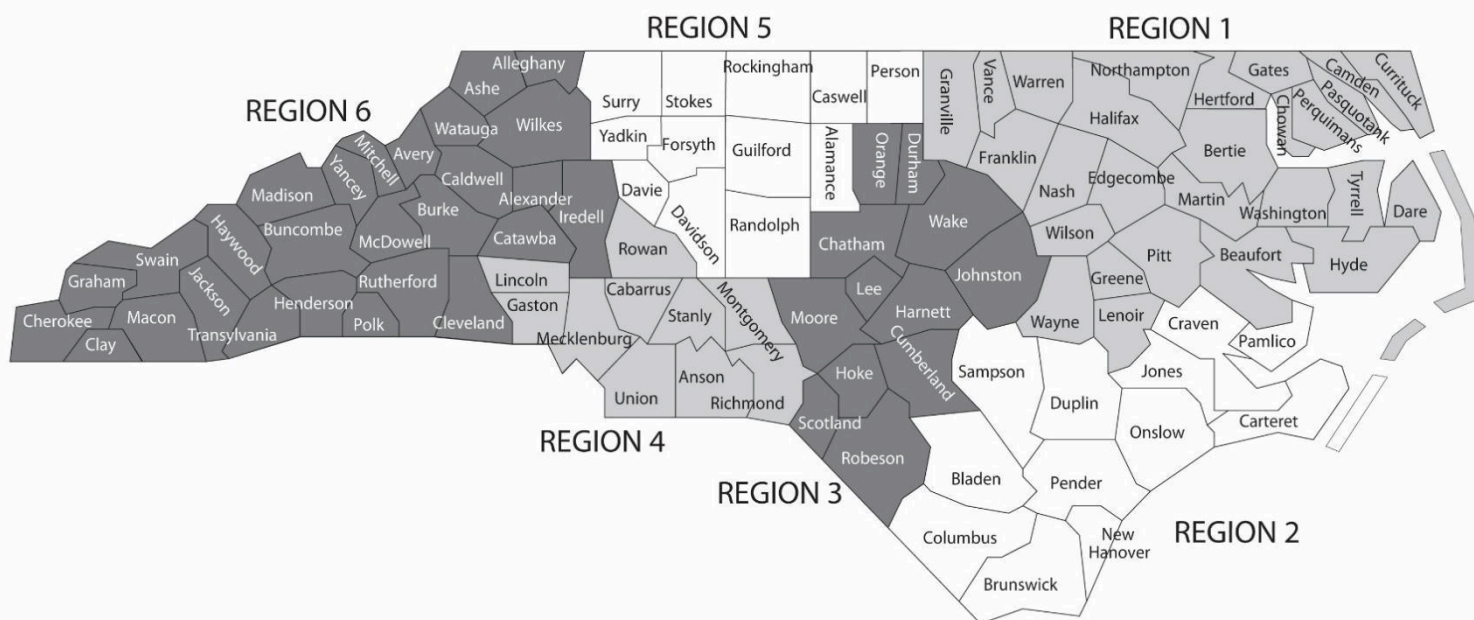 REGION 5
REGION 1
REGION 6
REGION 4
REGION 3
REGION 2
Alleghany
Ashe
Watauga
Wilkes
Mitchell
Avery
Yancey
Madison
Caldwell
Alexander
Iredell
Burke
Catawba
Buncombe
McDowell
Haywood
Swain
Graham
Jackson
Rutherford
Henderson
Polk
Cleveland
Cherokee
Macon
Clay
Transylvania
Surry
Stokes
Rockingham
Caswell
Person
Yadkin
Forsyth
Guilford
Alamance
Davie
Davidson
Randolph
Rowan
Lincoln
Gaston
Cabarrus
Mecklenburg
Stanly
Montgomery
Union
Anson
Richmond
Orange
Durham
Wake
Chatham
Johnston
Lee
Harnett
Moore
Cumberland
Hoke
Scotland
Robeson
Granville
Vance
Warren
Northampton
Gates
Camden
Currituck
Pasquotank
Perquimans
Chowan
Hertford
Halifax
Bertie
Franklin
Nash
Edgecombe
Martin
Washington
Tyrrell
Dare
Wilson
Pitt
Beaufort
Hyde
Greene
Wayne
Lenoir
Craven
Pamlico
Jones
Sampson
Duplin
Onslow
Carteret
Bladen
Pender
Columbus
New
Hanover
Brunswick